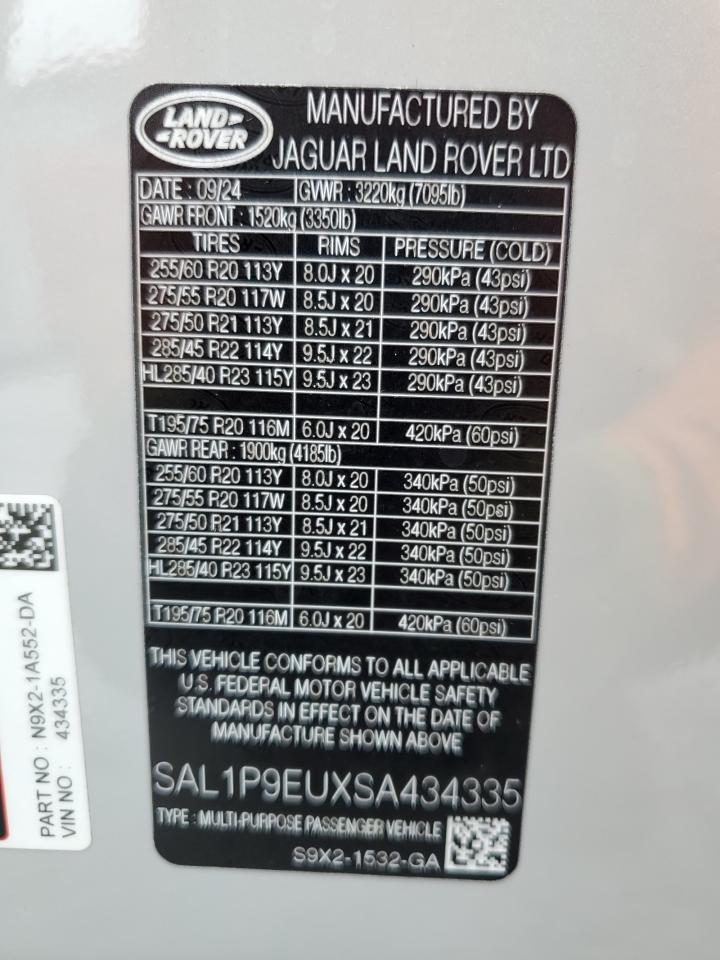 LAND-
-ROVER
MANUFACTURED BY
JAGUAR LAND ROVER LTD
DATE : 09/24 GVWR : 3220kg (7095lb)
GAWR FRONT : 1520kg (3350lb)
TIRES RIMS PRESSURE (COLD)
255/60 R20 113Y 8.0J x 20 290kPa (43psi)
275/55 R20 117W 8.5J x 20 290kPa (43psi)
275/50 R21 113Y 8.5J x 21 290kPa (43psi)
285/45 R22 114Y 9.5J x 22 290kPa (43psi)
HL285/40 R23 115Y 9.5J x 23 290kPa (43psi)
T195/75 R20 116M 6.0J x 20 420kPa (60psi)
GAWR REAR : 1900kg (4185lb)
255/60 R20 113Y 8.0J x 20 340kPa (50psi)
275/55 R20 117W 8.5J x 20 340kPa (50psi)
275/50 R21 113Y 8.5J x 21 340kPa (50psi)
285/45 R22 114Y 9.5J x 22 340kPa (50psi)
HL285/40 R23 115Y 9.5J x 23 340kPa (50psi)
T195/75 R20 116M 6.0J x 20 420kPa (60psi)
THIS VEHICLE CONFORMS TO ALL APPLICABLE
U.S. FEDERAL MOTOR VEHICLE SAFETY
STANDARDS IN EFFECT ON THE DATE OF
MANUFACTURE SHOWN ABOVE
SAL1P9EUXSA434335
TYPE : MULTI-PURPOSE PASSENGER VEHICLE
S9X2-1532-GA
PART NO : N9X2-1A552-DA
VIN NO : 434335